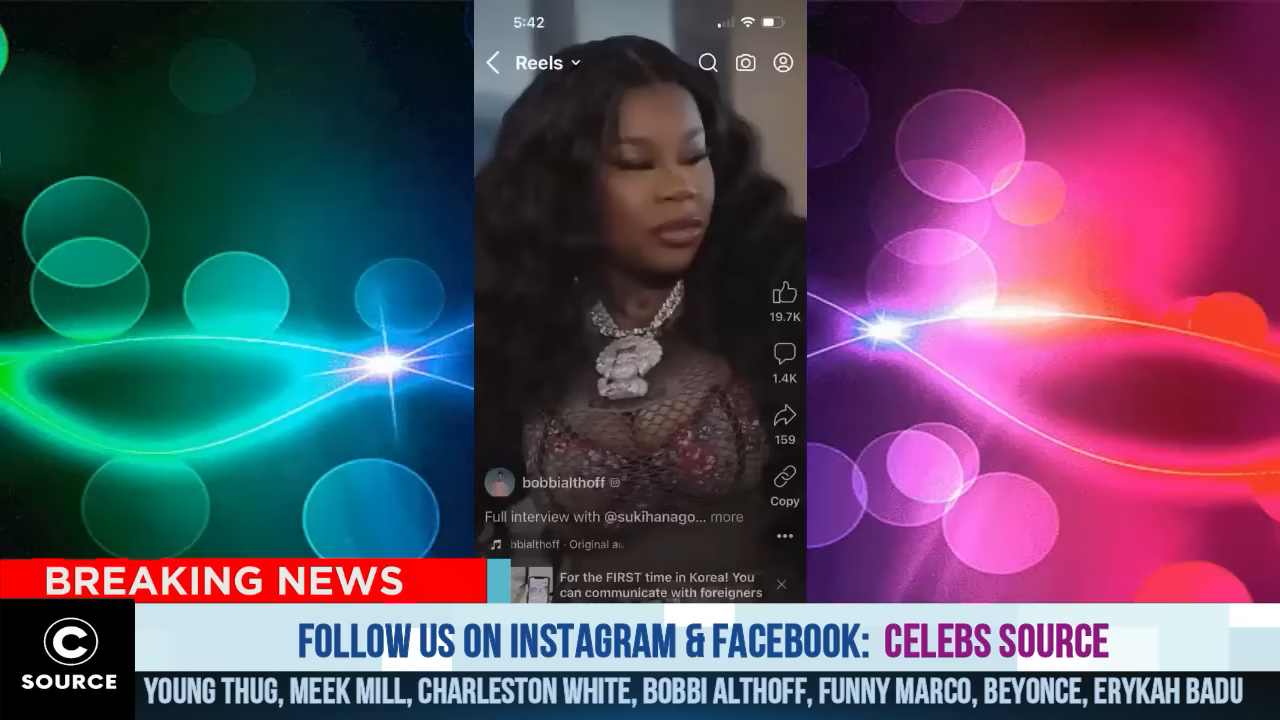 5:42
Reels
19.7K
1.4K
159
Copy
bobbialthoff
Full interview with @sukihanago... more
bbialthoff · Original au
For the FIRST time in Korea! You
can communicate with foreigners
BREAKING NEWS
C
SOURCE
FOLLOW US ON INSTAGRAM & FACEBOOK: CELEBS SOURCE
YOUNG THUG, MEEK MILL, CHARLESTON WHITE, BOBBI ALTHOFF, FUNNY MARCO, BEYONCE, ERYKAH BADU